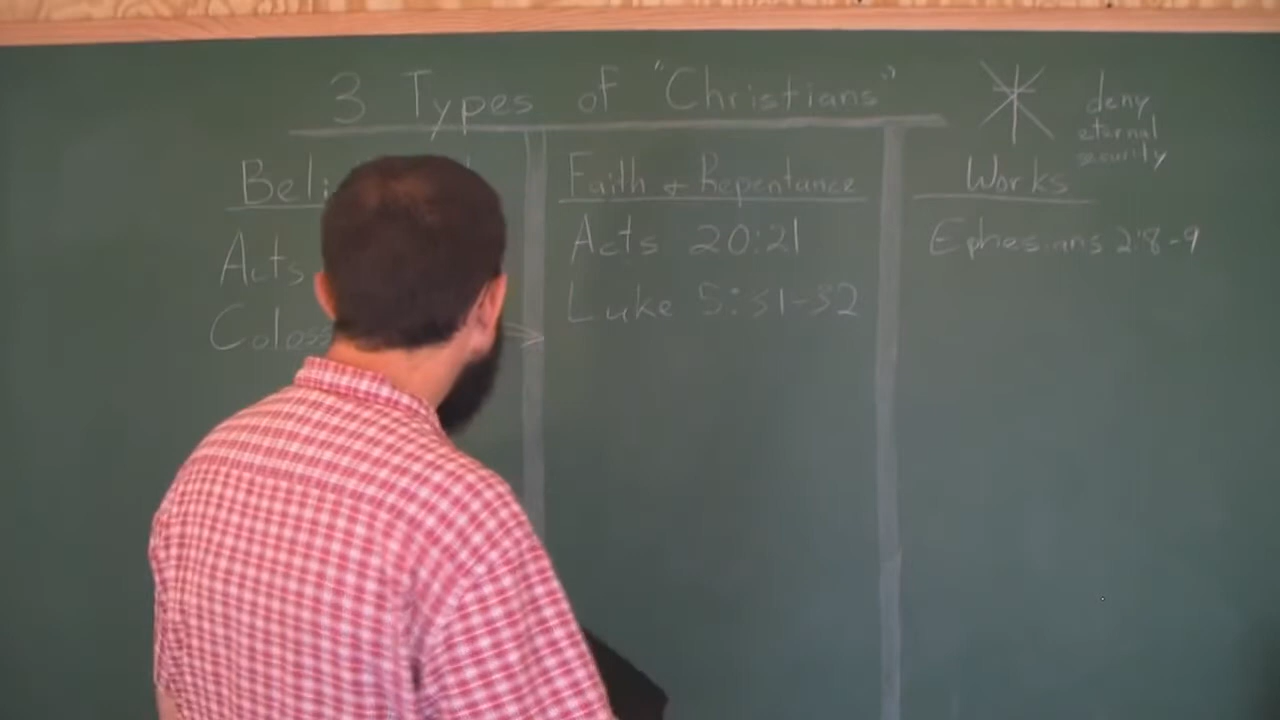 3 Types of "Christians"
deny
eternal
security
Faith & Repentance
Works
Acts
Acts 20:21
Ephesians 2:8-9
Luke 5:31-32